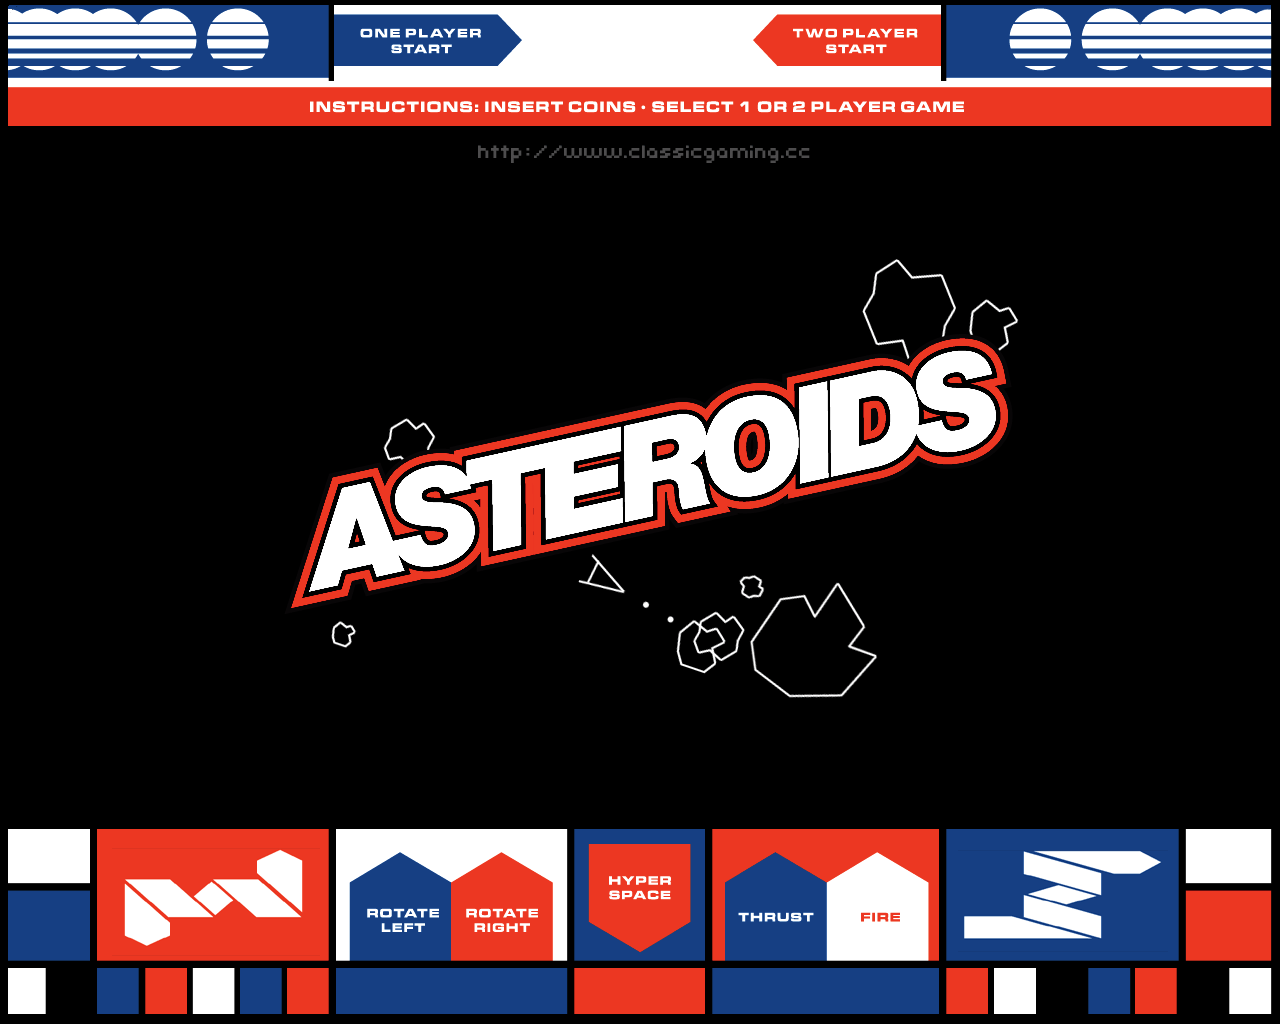 ONE PLAYER
START
TWO PLAYER
START
INSTRUCTIONS: INSERT COINS • SELECT 1 OR 2 PLAYER GAME
http://www.classicgaming.cc
ASTEROIDS
ROTATE
LEFT
ROTATE
RIGHT
HYPER
SPACE
THRUST
FIRE